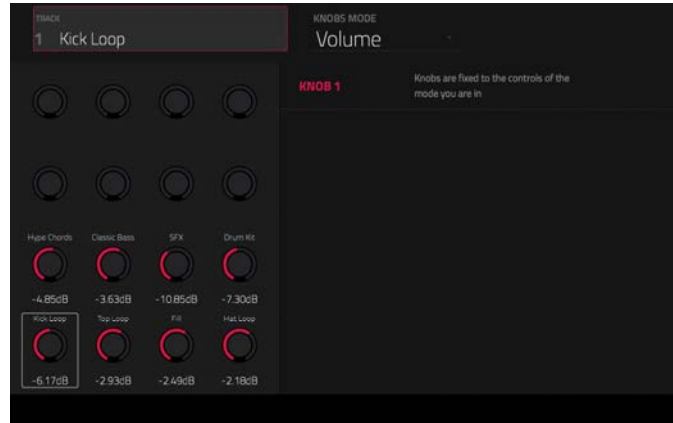 TRACK
1 Kick Loop
KNOBS MODE
Volume
KNOB 1
Knobs are fixed to the controls of the
mode you are in
Hype Chords Classic Bass SFX Drum Kit
-4.85dB -3.63dB -10.85dB -7.30dB
Kick Loop Top Loop Fill Hat Loop
-6.17dB -2.93dB -2.49dB -2.18dB